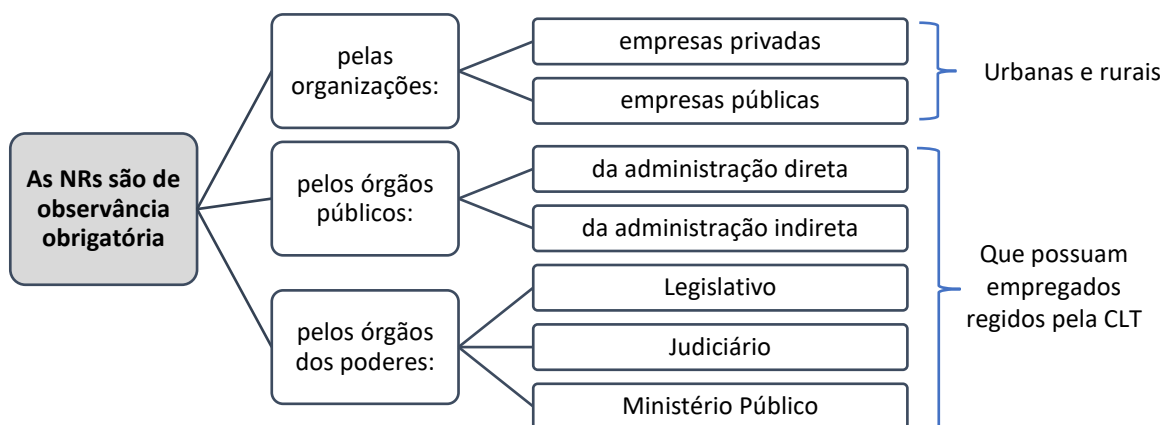 As NRs são de
observância
obrigatória
pelas
organizações:
empresas privadas
empresas públicas
Urbanas e rurais
pelos órgãos
públicos:
da administração direta
da administração indireta
pelos órgãos
dos poderes:
Legislativo
Judiciário
Ministério Público
Que possuam
empregados
regidos pela CLT